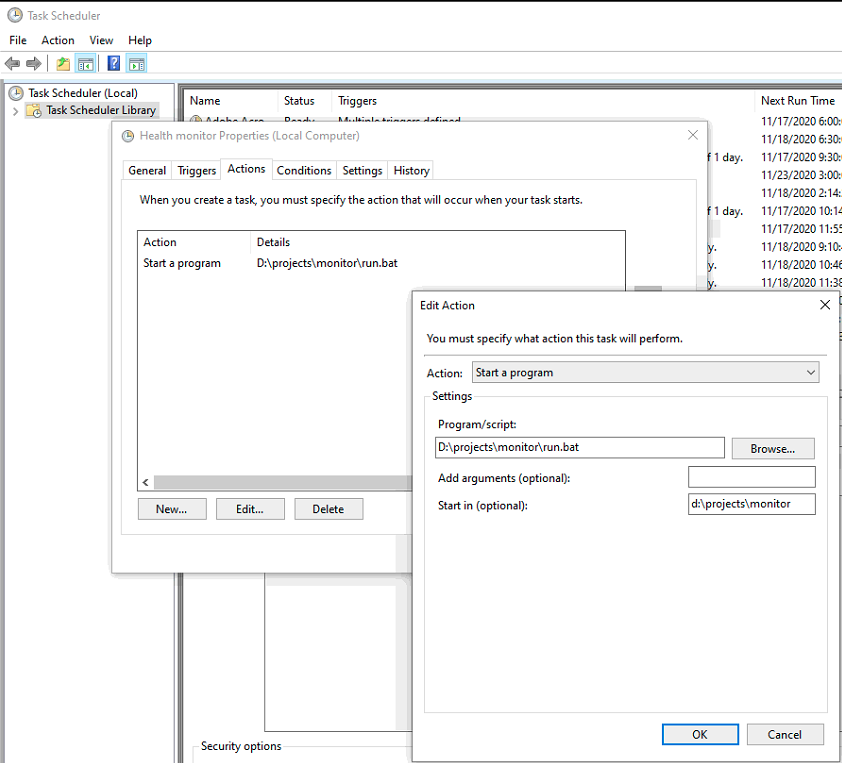 Task Scheduler
File Action View Help
Task Scheduler (Local)
Task Scheduler Library
Name Status Triggers Next Run Time
Adobe Acro Ready Multiple triggers defined
11/17/2020 6:00:
11/18/2020 6:30:
f 1 day. 11/17/2020 9:30:
11/23/2020 3:00:
11/18/2020 2:14:
f 1 day. 11/17/2020 10:14
11/17/2020 11:55
y. 11/18/2020 9:10:
y. 11/18/2020 10:46
y. 11/18/2020 11:38
Health monitor Properties (Local Computer)
General Triggers Actions Conditions Settings History
When you create a task, you must specify the action that will occur when your task starts.
Action Details
Start a program D:\projects\monitor\run.bat
New... Edit... Delete
Edit Action
You must specify what action this task will perform.
Action: Start a program
Settings
Program/script:
D:\projects\monitor\run.bat Browse...
Add arguments (optional):
Start in (optional): d:\projects\monitor
OK Cancel
Security options